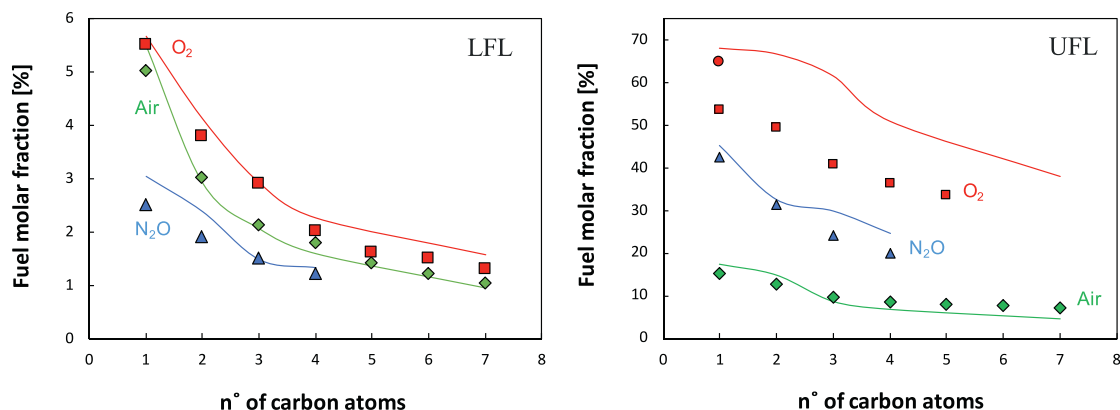 LFL
Fuel molar fraction [%]
6
5
4
3
2
1
0
O2
Air
N2O
0 1 2 3 4 5 6 7 8
n° of carbon atoms
UFL
Fuel molar fraction [%]
70
60
50
40
30
20
10
0
O2
N2O
Air
0 1 2 3 4 5 6 7 8
n° of carbon atoms